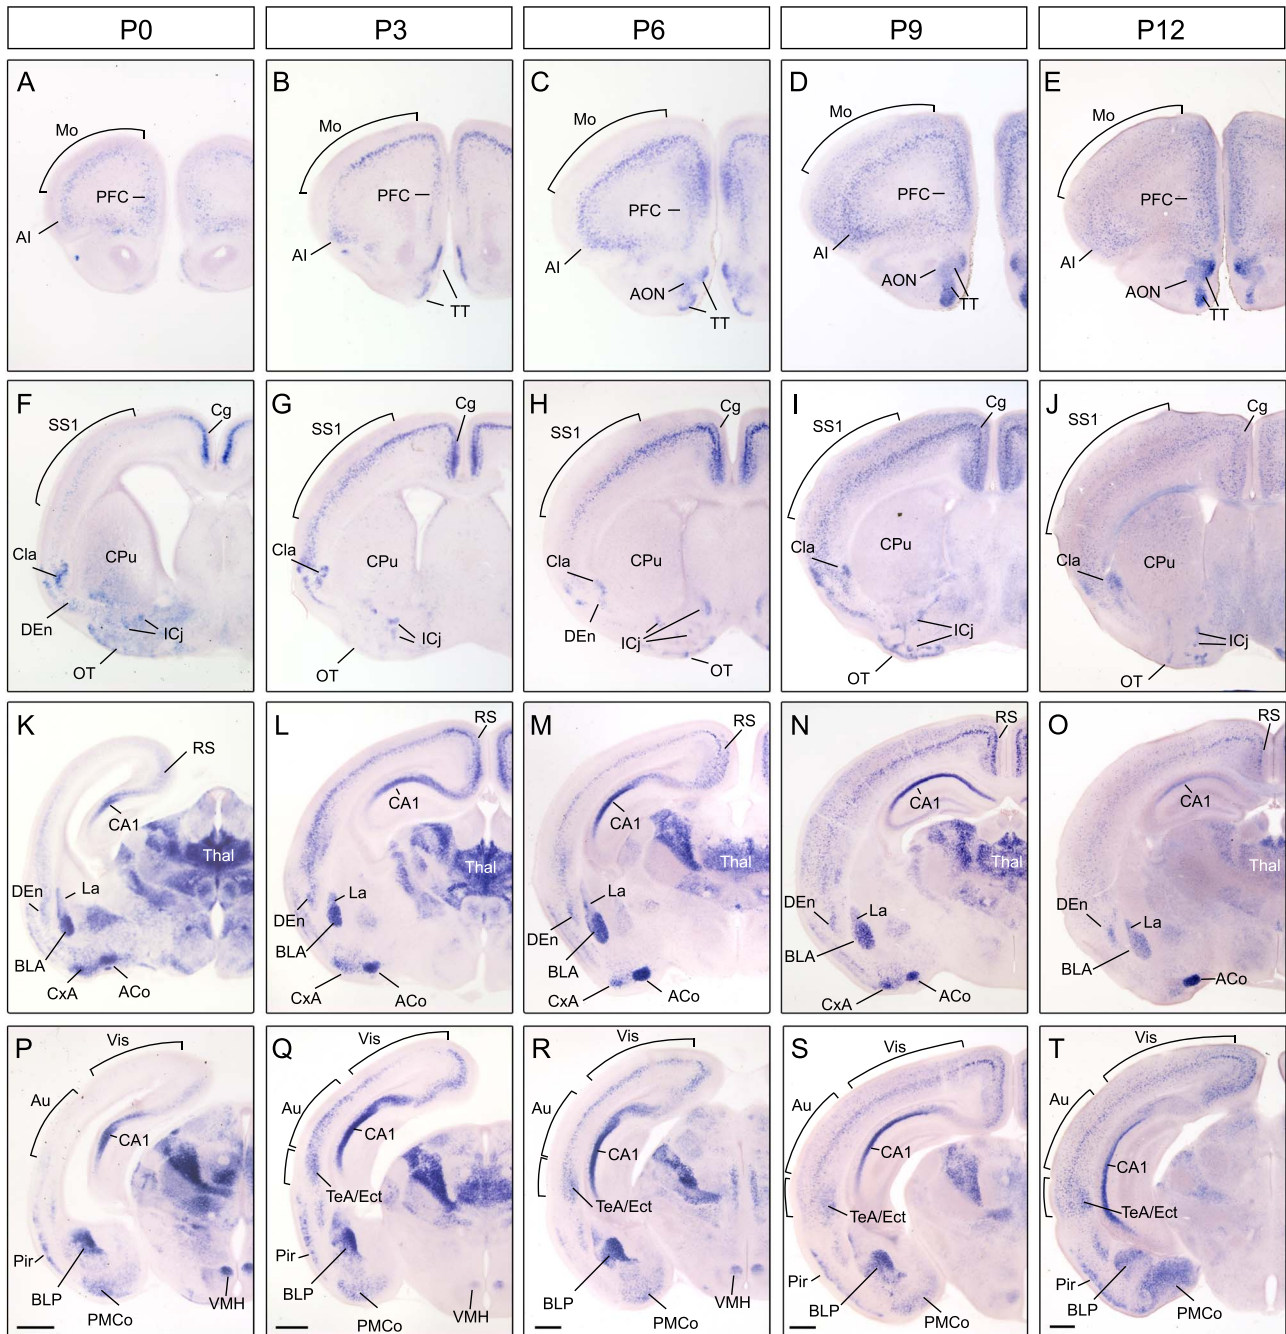 P0 P3 P6 P9 P12
A B C D E
Mo Mo Mo Mo Mo
PFC PFC PFC PFC PFC
AI AI AI AI AI
AON AON AON
TT TT TT TT
F G H I J
SS1 Cg SS1 Cg SS1 Cg SS1 Cg SS1 Cg
Cla CPu Cla CPu Cla CPu Cla CPu Cla CPu
DEn ICj ICj DEn ICj ICj ICj
OT OT OT OT OT
K L M N O
RS RS RS RS RS
CA1 CA1 CA1 CA1 CA1
Thal Thal Thal Thal Thal
DEn La DEn La DEn La DEn La DEn La
BLA BLA BLA BLA BLA
CxA ACo CxA ACo CxA ACo CxA ACo ACo
P Q R S T
Vis Vis Vis Vis Vis
Au Au Au Au Au
CA1 CA1 CA1 CA1 CA1
TeA/Ect TeA/Ect TeA/Ect TeA/Ect
Pir Pir Pir Pir
BLP BLP BLP BLP BLP
PMCo VMH PMCo VMH VMH PMCo PMCo